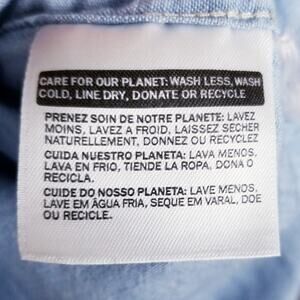 CARE FOR OUR PLANET: WASH LESS, WASH
COLD, LINE DRY, DONATE OR RECYCLE
PRENEZ SOIN DE NOTRE PLANETE: LAVEZ
MOINS, LAVEZ A FROID, LAISSEZ SECHER
NATURELLEMENT, DONNEZ OU RECYCLEZ
CUIDA NUESTRO PLANETA: LAVA MENOS,
LAVA EN FRIO, TIENDE LA ROPA, DONA O
RECICLA.
CUIDE DO NOSSO PLANETA: LAVE MENOS,
LAVE EM ÁGUA FRIA, SEQUE EM VARAL, DOE
OU RECICLE.